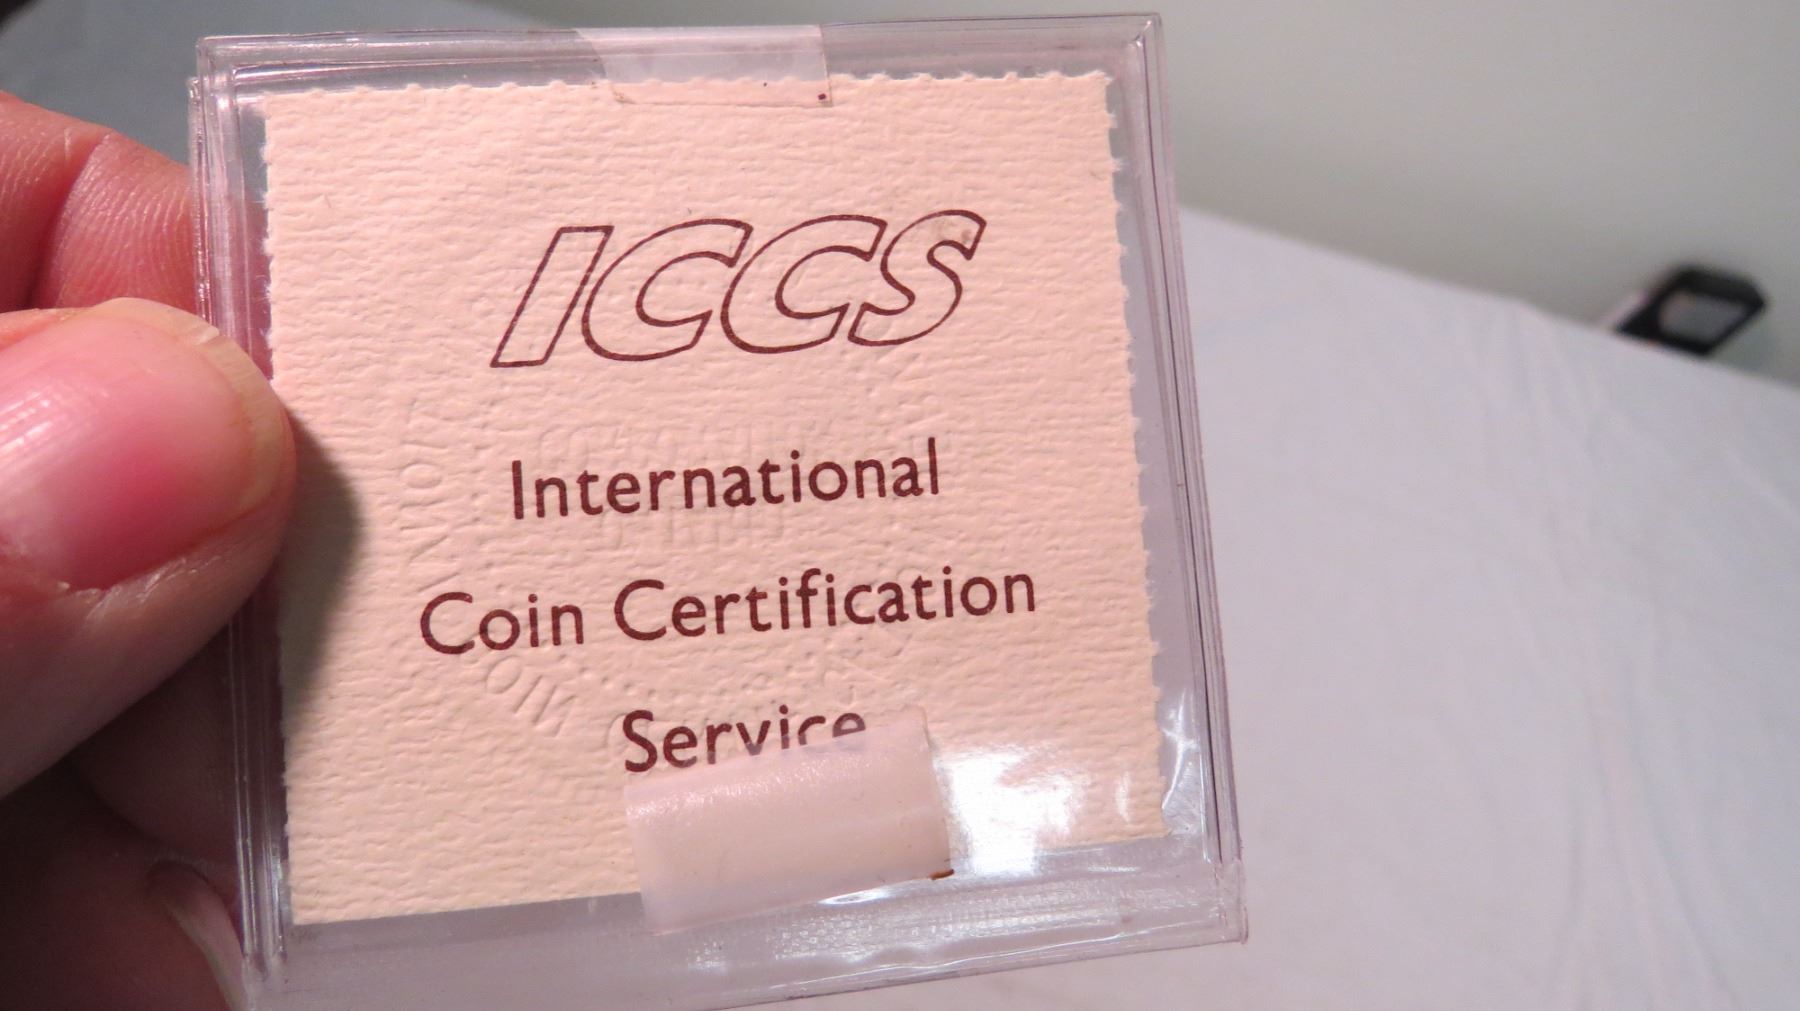 ICCS
International
Coin Certification
Service